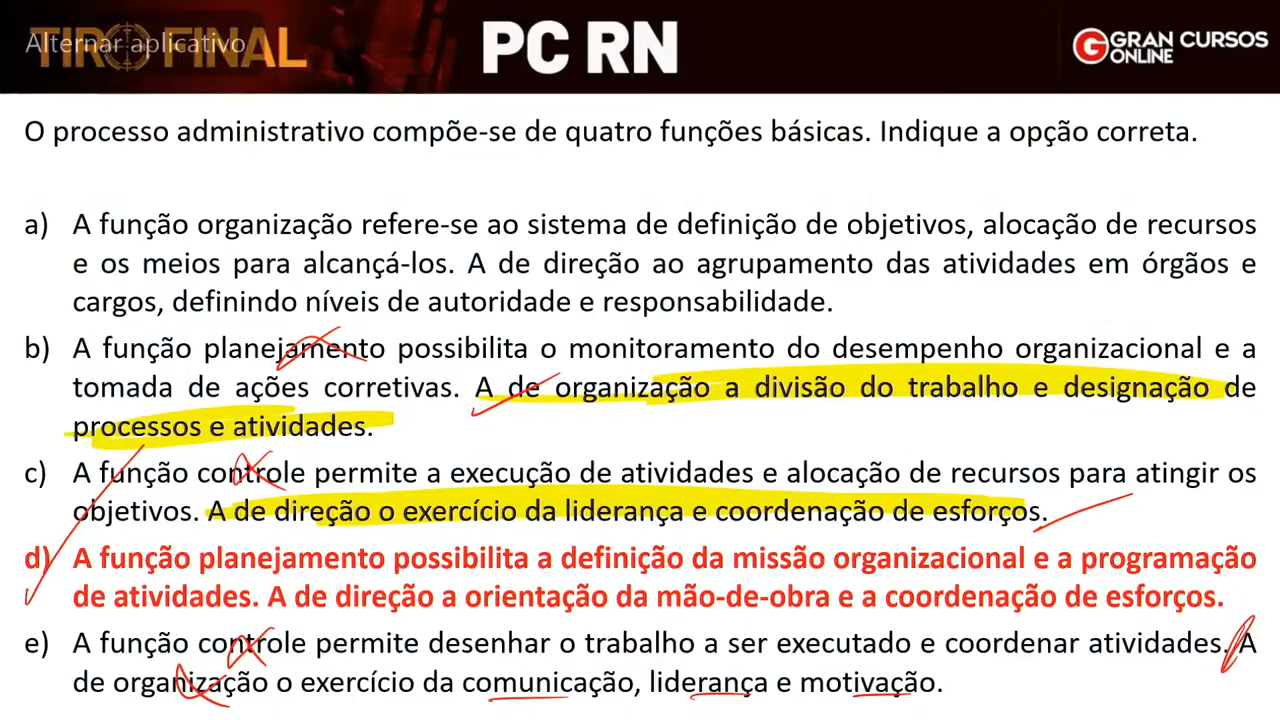 Alternar aplicativo
TIRO FINAL
PC RN
GRAN CURSOS
ONLINE
O processo administrativo compõe-se de quatro funções básicas. Indique a opção correta.
a) A função organização refere-se ao sistema de definição de objetivos, alocação de recursos
e os meios para alcançá-los. A de direção ao agrupamento das atividades em órgãos e
cargos, definindo níveis de autoridade e responsabilidade.
b) A função planejamento possibilita o monitoramento do desempenho organizacional e a
tomada de ações corretivas. A de organização a divisão do trabalho e designação de
processos e atividades.
c) A função controle permite a execução de atividades e alocação de recursos para atingir os
objetivos. A de direção o exercício da liderança e coordenação de esforços.
d) A função planejamento possibilita a definição da missão organizacional e a programação
de atividades. A de direção a orientação da mão-de-obra e a coordenação de esforços.
e) A função controle permite desenhar o trabalho a ser executado e coordenar atividades. A
de organização o exercício da comunicação, liderança e motivação.